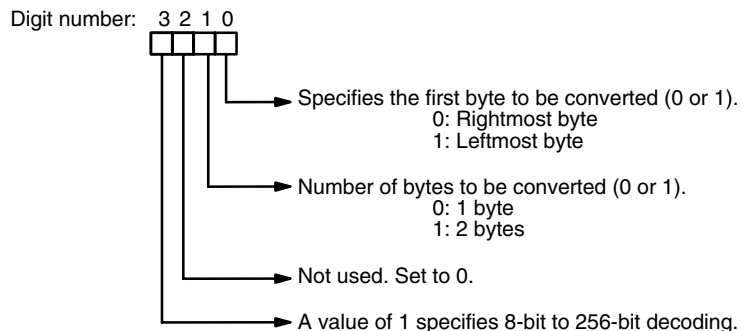 Digit number: 3 2 1 0
Specifies the first byte to be converted (0 or 1).
0: Rightmost byte
1: Leftmost byte
Number of bytes to be converted (0 or 1).
0: 1 byte
1: 2 bytes
Not used. Set to 0.
A value of 1 specifies 8-bit to 256-bit decoding.